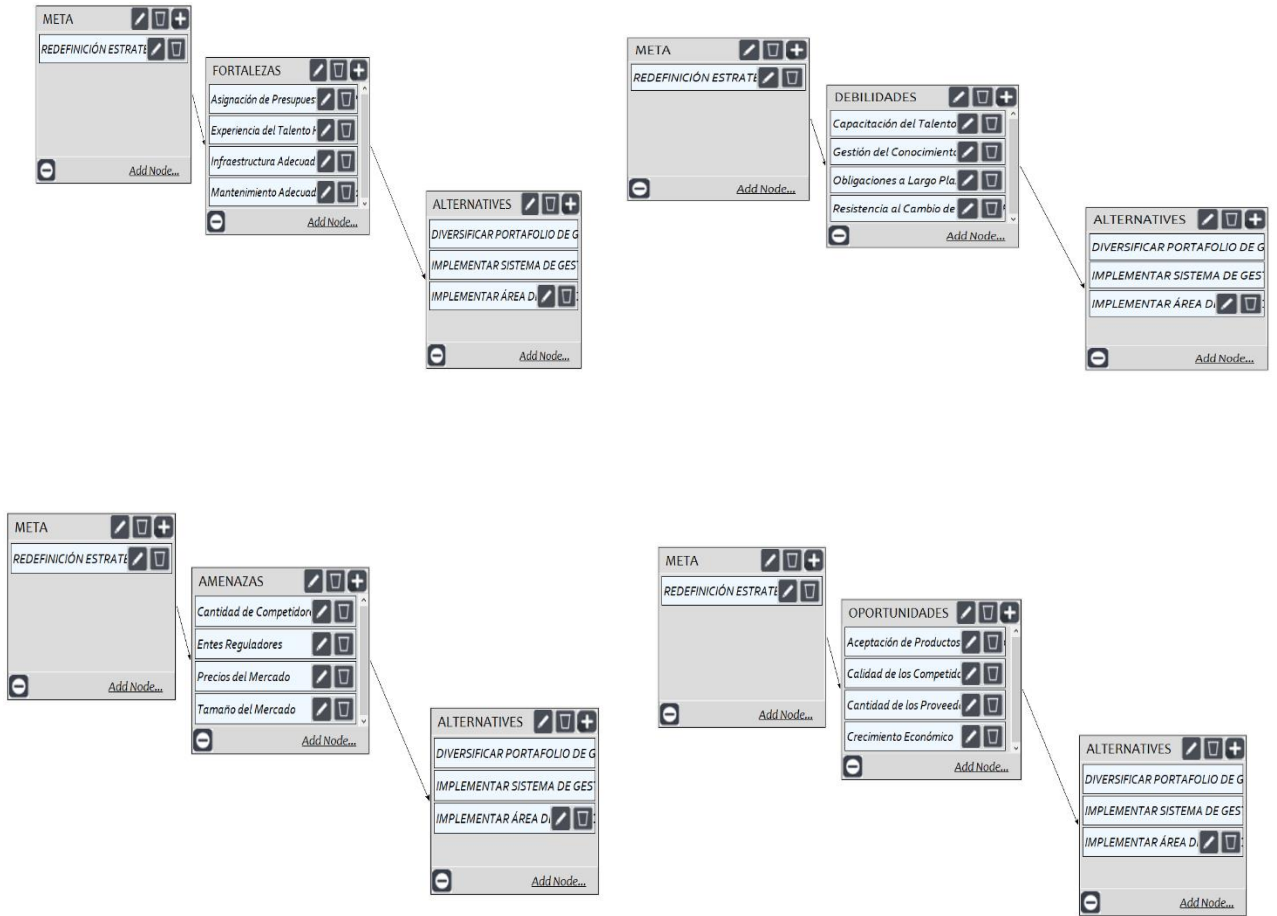 META
REDEFINICIÓN ESTRATE
Add Node...
FORTALEZAS
Asignación de Presupues
Experiencia del Talento
Infraestructura Adecuad
Mantenimiento Adecuad
Add Node...
ALTERNATIVES
DIVERSIFICAR PORTAFOLIO DE G
IMPLEMENTAR SISTEMA DE GES
IMPLEMENTAR ÁREA D
Add Node...
META
REDEFINICIÓN ESTRATE
Add Node...
DEBILIDADES
Capacitación del Talento
Gestión del Conocimient
Obligaciones a Largo Pla
Resistencia al Cambio de
Add Node...
ALTERNATIVES
DIVERSIFICAR PORTAFOLIO DE G
IMPLEMENTAR SISTEMA DE GES
IMPLEMENTAR ÁREA D
Add Node...
META
REDEFINICIÓN ESTRATE
Add Node...
AMENAZAS
Cantidad de Competidor
Entes Reguladores
Precios del Mercado
Tamaño del Mercado
Add Node...
ALTERNATIVES
DIVERSIFICAR PORTAFOLIO DE G
IMPLEMENTAR SISTEMA DE GES
IMPLEMENTAR ÁREA D
Add Node...
META
REDEFINICIÓN ESTRATE
Add Node...
OPORTUNIDADES
Aceptación de Productos
Calidad de los Competid
Cantidad de los Proveed
Crecimiento Económico
Add Node...
ALTERNATIVES
DIVERSIFICAR PORTAFOLIO DE G
IMPLEMENTAR SISTEMA DE GES
IMPLEMENTAR ÁREA D
Add Node...